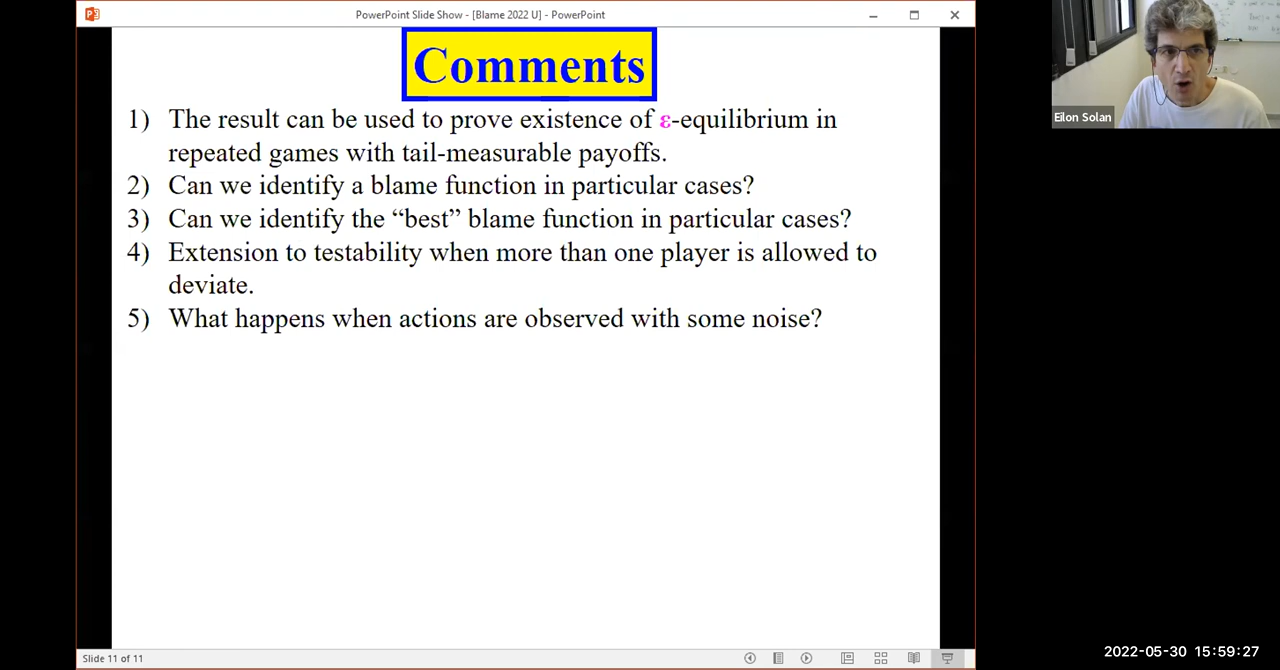 PowerPoint Slide Show - [Blame 2022 U] - PowerPoint
Comments
1) The result can be used to prove existence of ε-equilibrium in
repeated games with tail-measurable payoffs.
2) Can we identify a blame function in particular cases?
3) Can we identify the “best” blame function in particular cases?
4) Extension to testability when more than one player is allowed to
deviate.
5) What happens when actions are observed with some noise?
Eilon Solan
Slide 11 of 11
2022-05-30 15:59:27